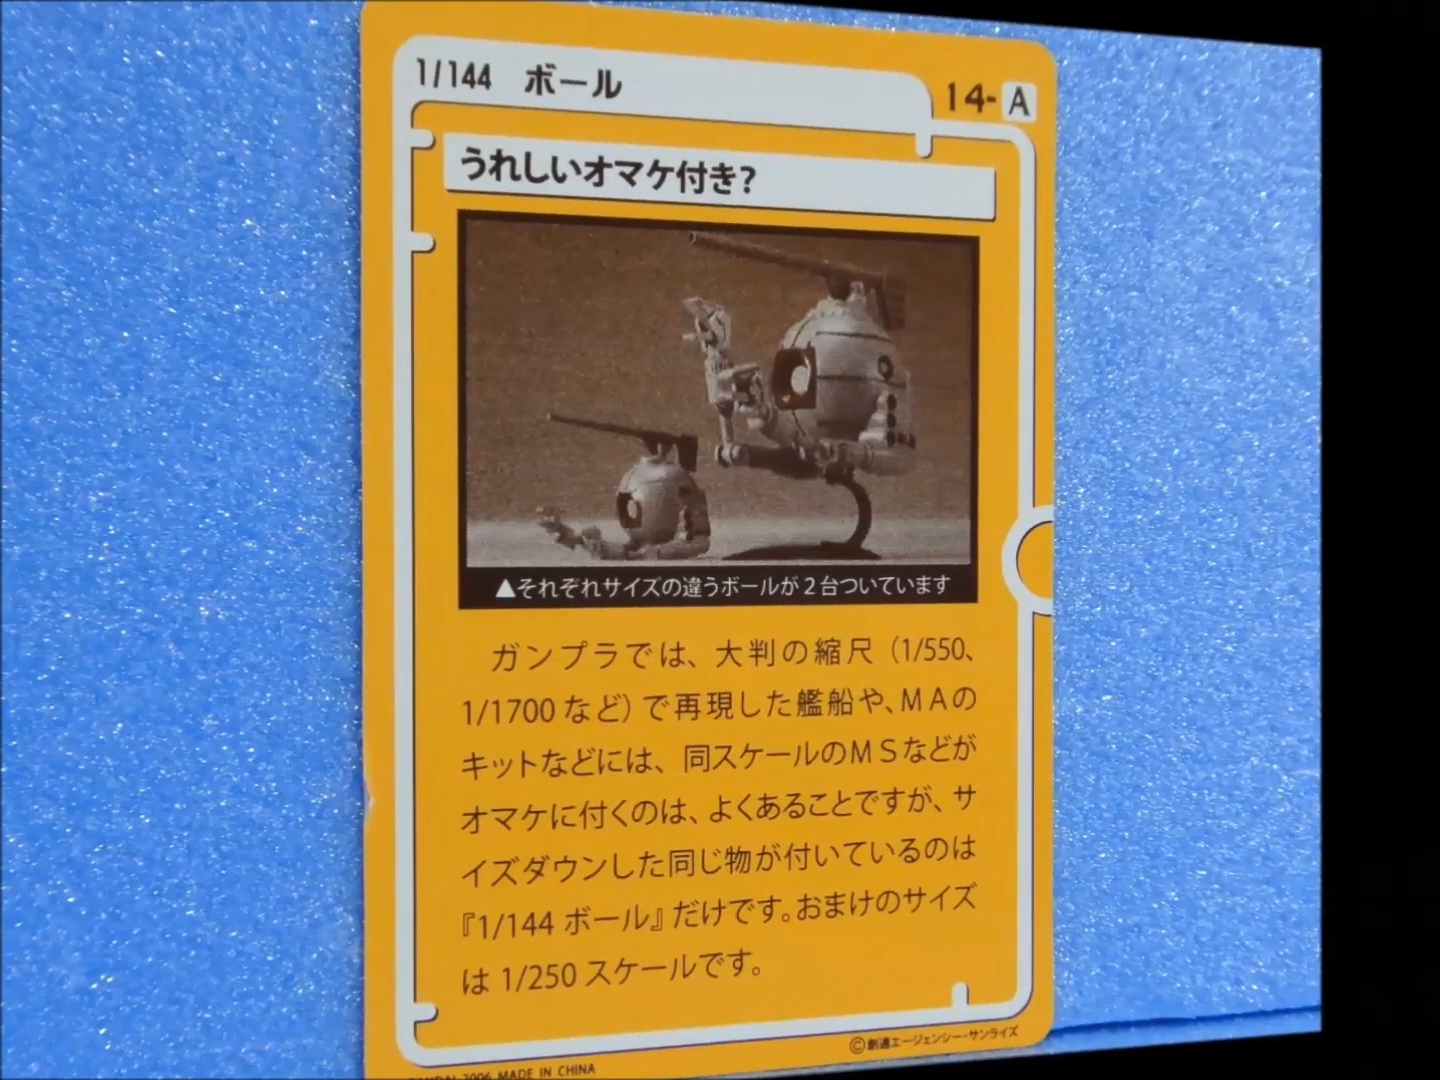 1/144 ボール
14-A
うれしいオマケ付き?
▲それぞれサイズの違うボールが2台ついています
ガンプラでは、大判の縮尺(1/550、
1/1700など)で再現した艦船や、MAの
キットなどには、同スケールのMSなどが
オマケに付くのは、よくあることですが、サ
イズダウンした同じ物が付いているのは
『1/144 ボール』だけです。おまけのサイズ
は 1/250 スケールです。
©創通エージェンシー・サンライズ
2006 MADE IN CHINA